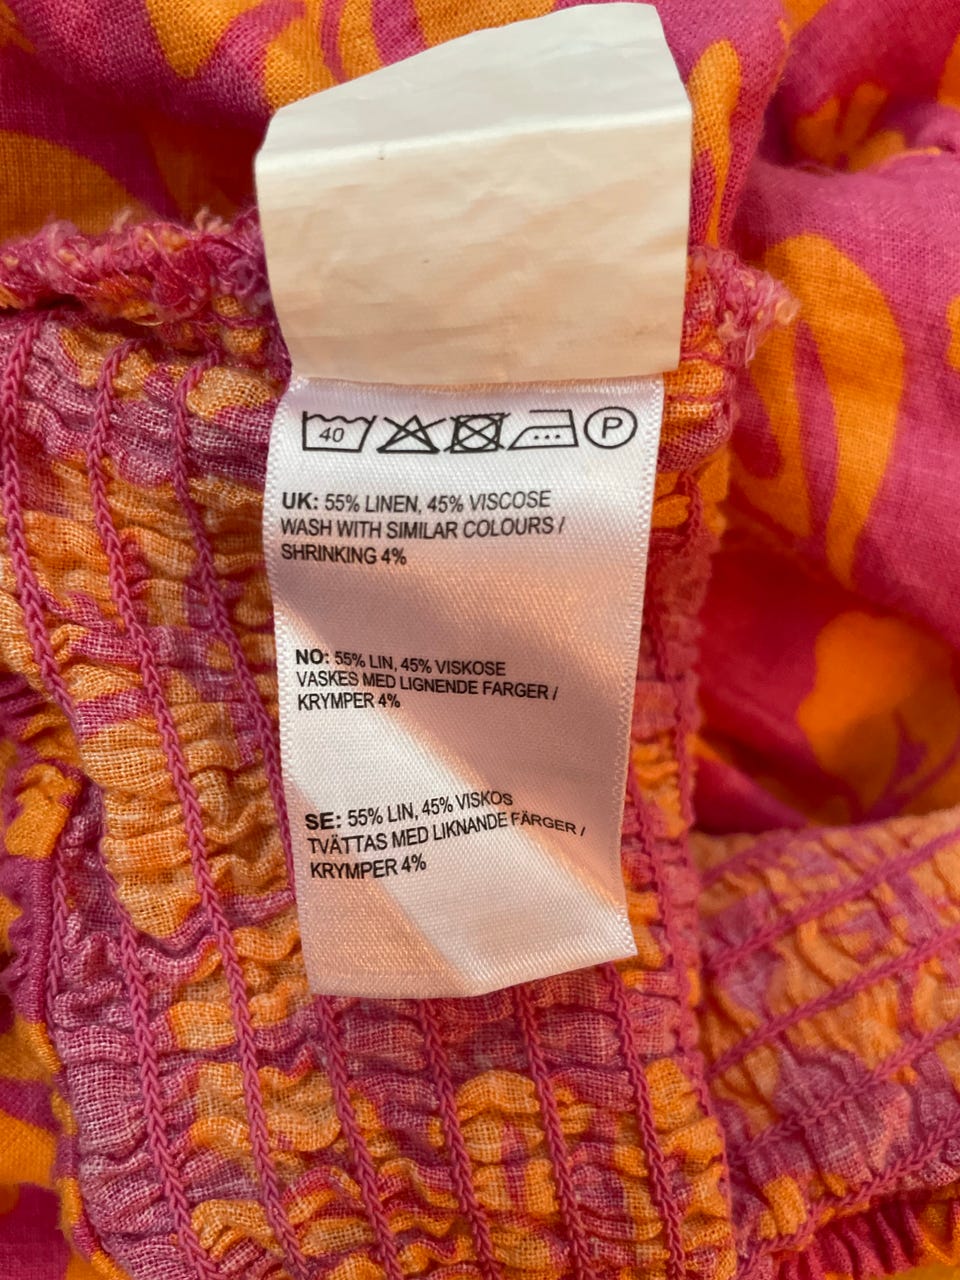 40 P
UK: 55% LINEN, 45% VISCOSE
WASH WITH SIMILAR COLOURS /
SHRINKING 4%
NO: 55% LIN, 45% VISKOSE
VASKES MED LIGNENDE FARGER /
KRYMPER 4%
SE: 55% LIN, 45% VISKOS
TVÄTTAS MED LIKNANDE FÄRGER /
KRYMPER 4%